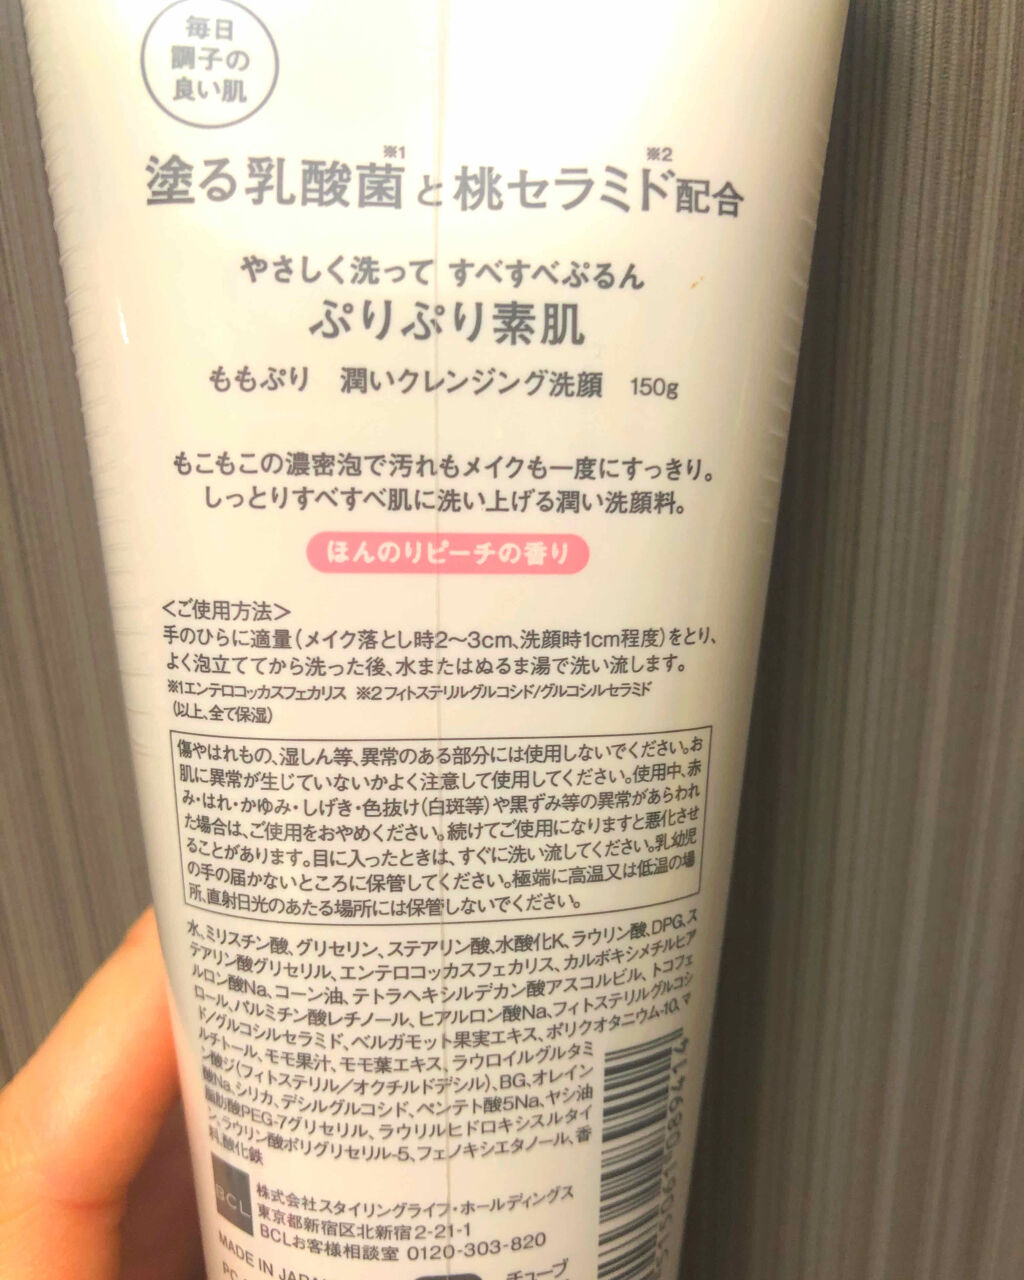 毎日
調子の
良い肌
塗る乳酸菌※1と桃セラミド※2配合
やさしく洗って すべすべぷるん
ぷりぷり素肌
ももぷり 潤いクレンジング洗顔 150g
もこもこの濃密泡で汚れもメイクも一度にすっきり。
しっとりすべすべ肌に洗い上げる潤い洗顔料。
ほんのりピーチの香り
<ご使用方法>
手のひらに適量(メイク落とし時2〜3cm、洗顔時1cm程度)をとり、
よく泡立ててから洗った後、水またはぬるま湯で洗い流します。
※1エンテロコッカスフェカリス ※2フィトステリルグルコシド/グルコシルセラミド
(以上、全て保湿)
傷やはれもの、湿しん等、異常のある部分には使用しないでください。お
肌に異常が生じていないかよく注意して使用してください。使用中、赤
み・はれ・かゆみ・しげき・色抜け(白斑等)や黒ずみ等の異常があらわれ
た場合は、ご使用をおやめください。続けてご使用になりますと悪化させ
ることがあります。目に入ったときは、すぐに洗い流してください。乳幼児
の手の届かないところに保管してください。極端に高温又は低温の場
所、直射日光のあたる場所には保管しないでください。
水、ミリスチン酸、グリセリン、ステアリン酸、水酸化K、ラウリン酸、DPG、ス
テアリン酸グリセリル、エンテロコッカスフェカリス、カルボキシメチルヒア
ルロン酸Na、コーン油、テトラヘキシルデカン酸アスコルビル、トコフェ
ロール、パルミチン酸レチノール、ヒアルロン酸Na、フィトステリルグルコシ
ド/グルコシルセラミド、ベルガモット果実エキス、ポリクオタニウム-10、マ
ルチトール、モモ果汁、モモ葉エキス、ラウロイルグルタミ
ン酸ジ(フィトステリル/オクチルドデシル)、BG、オレイン
酸Na、シリカ、デシルグルコシド、ペンテト酸5Na、ヤシ油
脂肪酸PEG-7グリセリル、ラウリルヒドロキシスルタイ
ン、ラウリン酸ポリグリセリル-5、フェノキシエタノール、香
料、酸化鉄
BCL
株式会社スタイリングライフ・ホールディングス
東京都新宿区北新宿2-21-1
BCLお客様相談室 0120-303-820
MADE IN JAPAN
チューブ